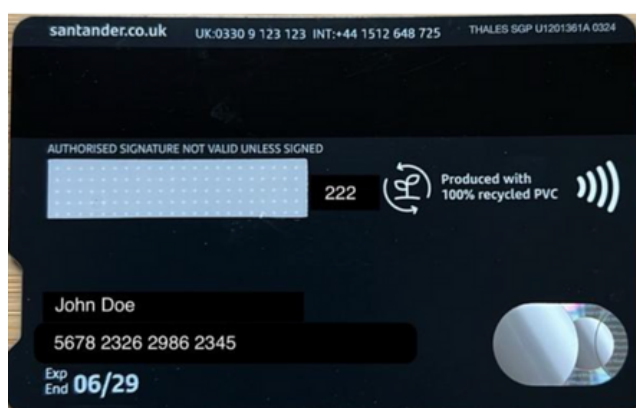 santander.co.uk UK:0330 9 123 123 INT:+44 1512 648 725 THALES SGP U1201361A 0324
AUTHORISED SIGNATURE NOT VALID UNLESS SIGNED
222
Produced with
100% recycled PVC
John Doe
5678 2326 2986 2345
Exp
End 06/29